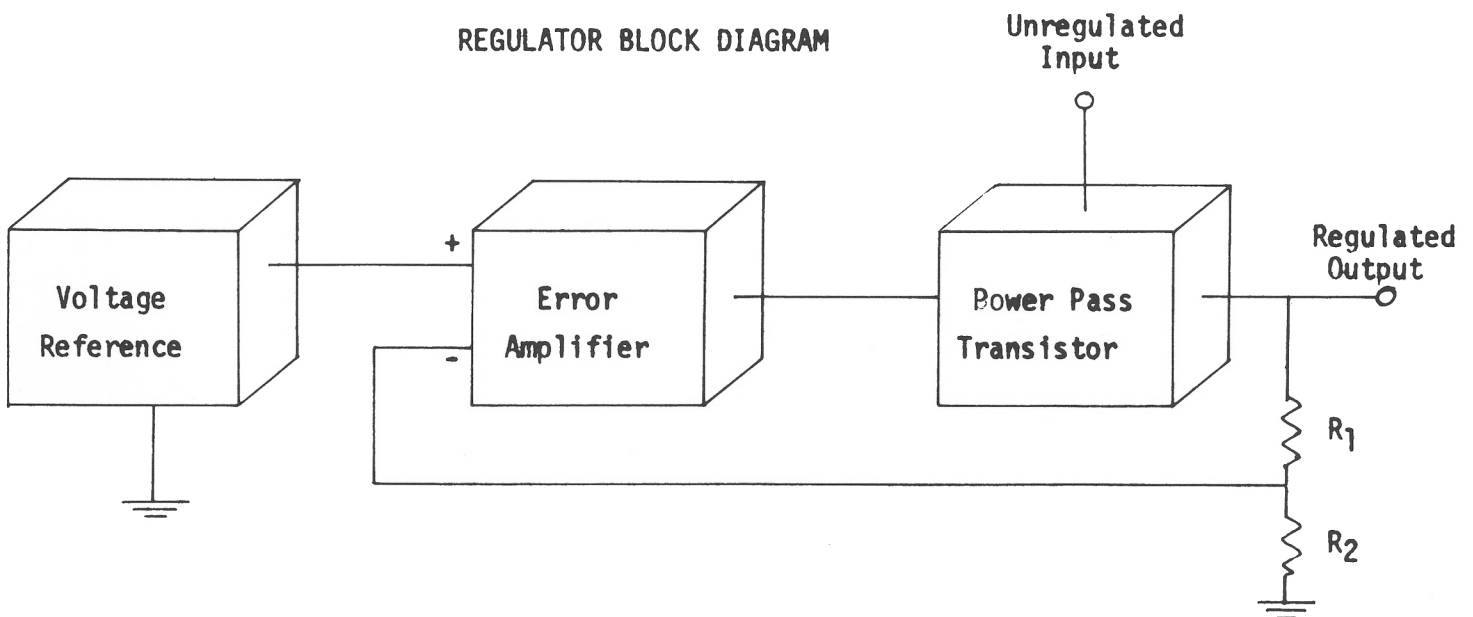 REGULATOR BLOCK DIAGRAM
Unregulated
Input
Voltage
Reference
+
-
Error
Amplifier
Power Pass
Transistor
Regulated
Output
R1
R2